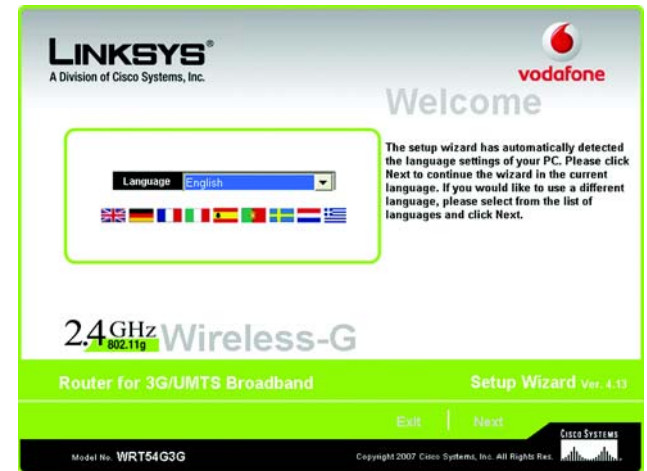 LINKSYS®
A Division of Cisco Systems, Inc.
vodafone
Welcome
The setup wizard has automatically detected
the language settings of your PC. Please click
Next to continue the wizard in the current
language. If you would like to use a different
language, please select from the list of
languages and click Next.
Language English
2.4 GHz
802.11g
Wireless-G
Router for 3G/UMTS Broadband
Setup Wizard Ver. 4.13
Exit | Next
CISCO SYSTEMS
Model No. WRT54G3G
Copyright 2007 Cisco Systems, Inc. All Rights Res.